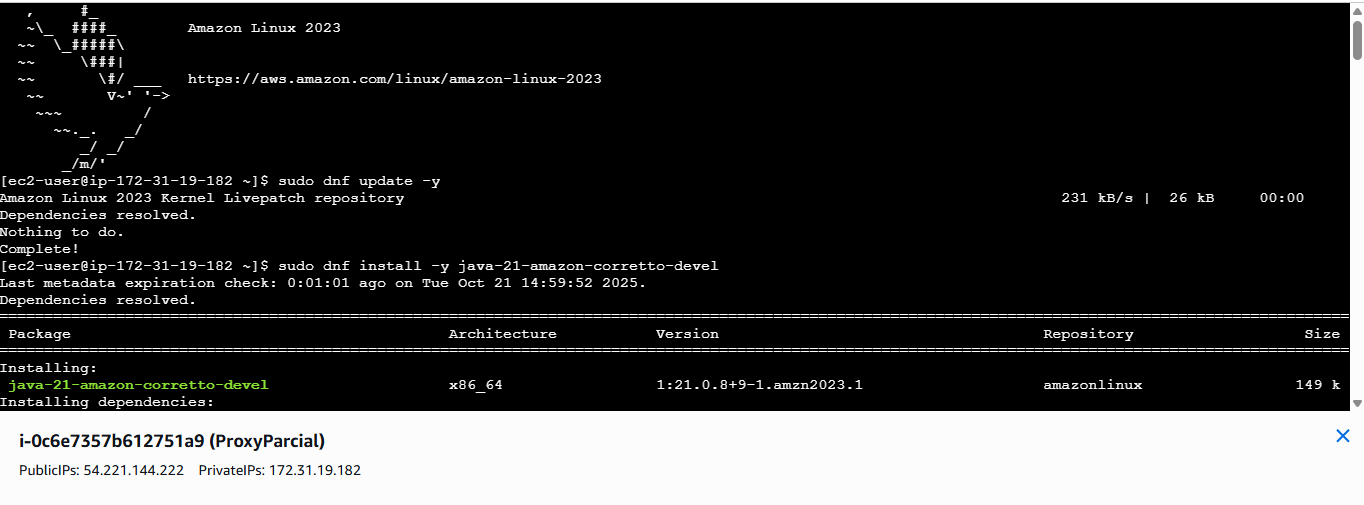 ,     #_
   ~\_  ####_        Amazon Linux 2023
  ~~  \_#####\
  ~~     \###|
  ~~       \#/ ___   https://aws.amazon.com/linux/amazon-linux-2023
   ~~       V~' '->
    ~~~         /
      ~~._.   _/
         _/ _/
       _/m/'
[ec2-user@ip-172-31-19-182 ~]$ sudo dnf update -y
Amazon Linux 2023 Kernel Livepatch repository 231 kB/s | 26 kB 00:00
Dependencies resolved.
Nothing to do.
Complete!
[ec2-user@ip-172-31-19-182 ~]$ sudo dnf install -y java-21-amazon-corretto-devel
Last metadata expiration check: 0:01:01 ago on Tue Oct 21 14:59:52 2025.
Dependencies resolved.
Package Architecture Version Repository Size
Installing:
java-21-amazon-corretto-devel x86_64 1:21.0.8+9-1.amzn2023.1 amazonlinux 149 k
Installing dependencies:
i-0c6e7357b612751a9 (ProxyParcial)
PublicIPs: 54.221.144.222 PrivateIPs: 172.31.19.182